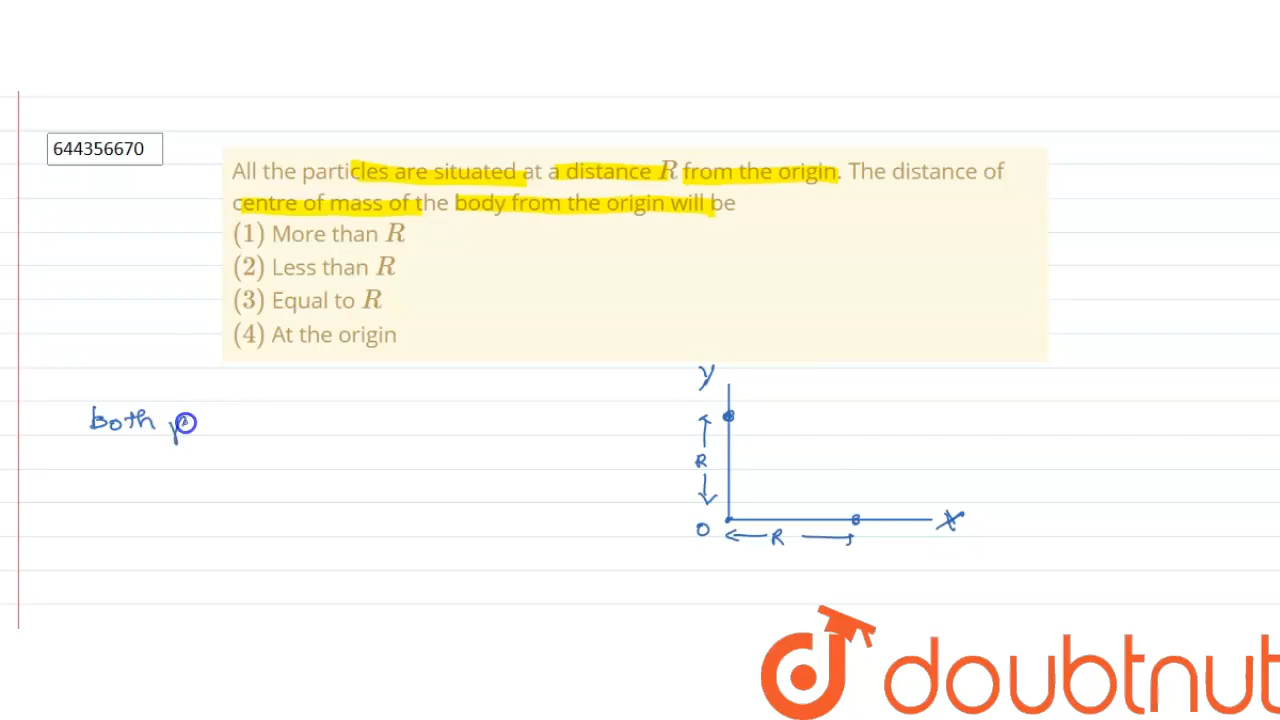 644356670
All the particles are situated at a distance R from the origin. The distance of
centre of mass of the body from the origin will be
(1) More than R
(2) Less than R
(3) Equal to R
(4) At the origin
y
both p
R
O
R
X
doubtnut